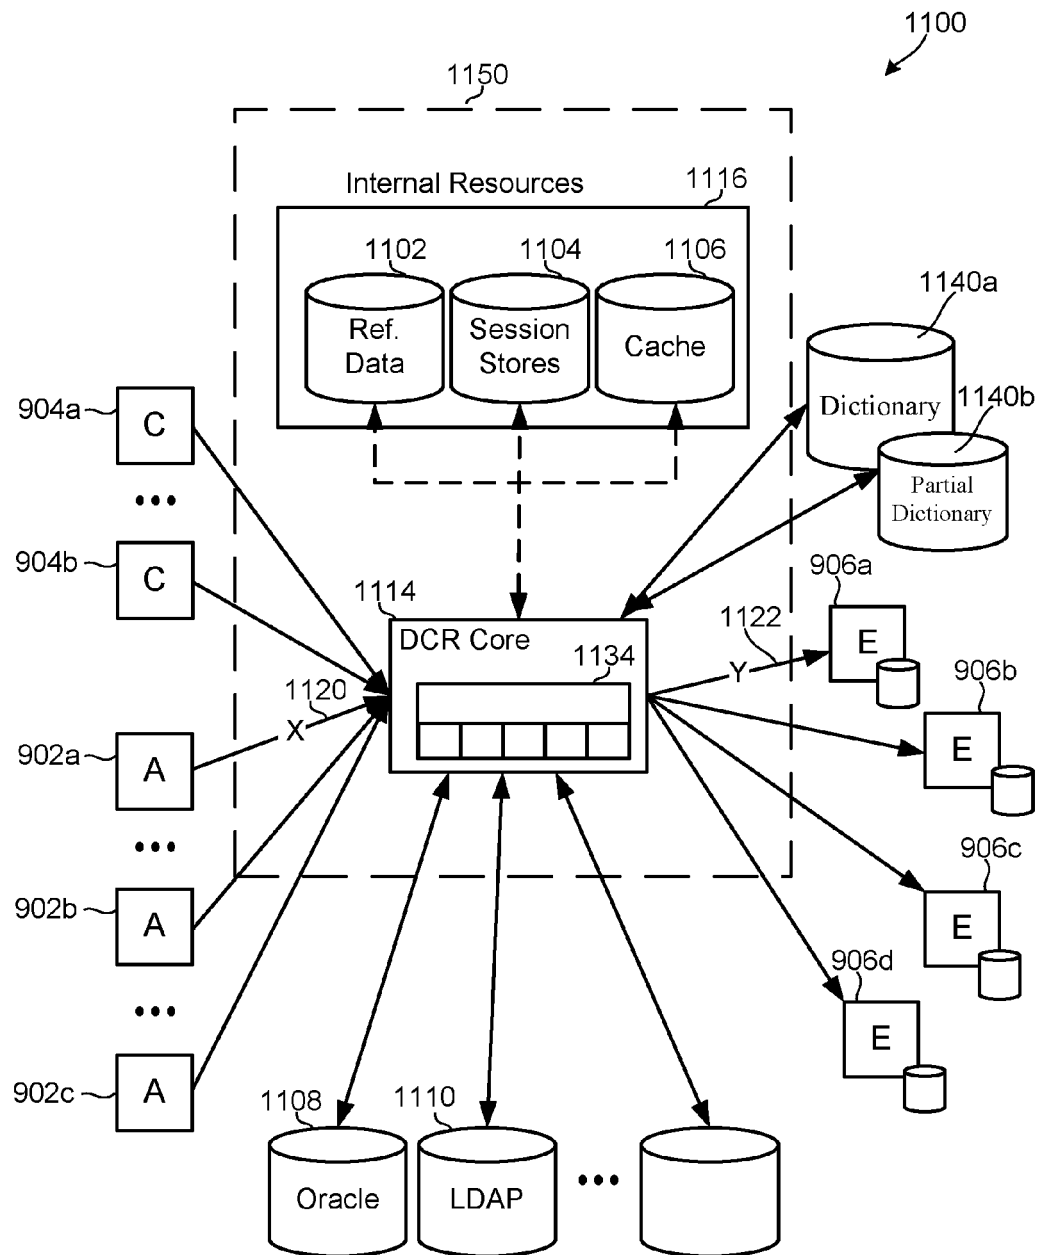 1100
1150
Internal Resources
1116
1102
1104
1106
Ref.
Data
Session
Stores
Cache
1140a
Dictionary
1140b
Partial
Dictionary
904a
C
•••
904b
C
1114
DCR Core
1134
1120
X
1122
Y
906a
E
906b
E
902a
A
•••
902b
A
906c
E
•••
906d
E
902c
A
1108
Oracle
1110
LDAP
•••